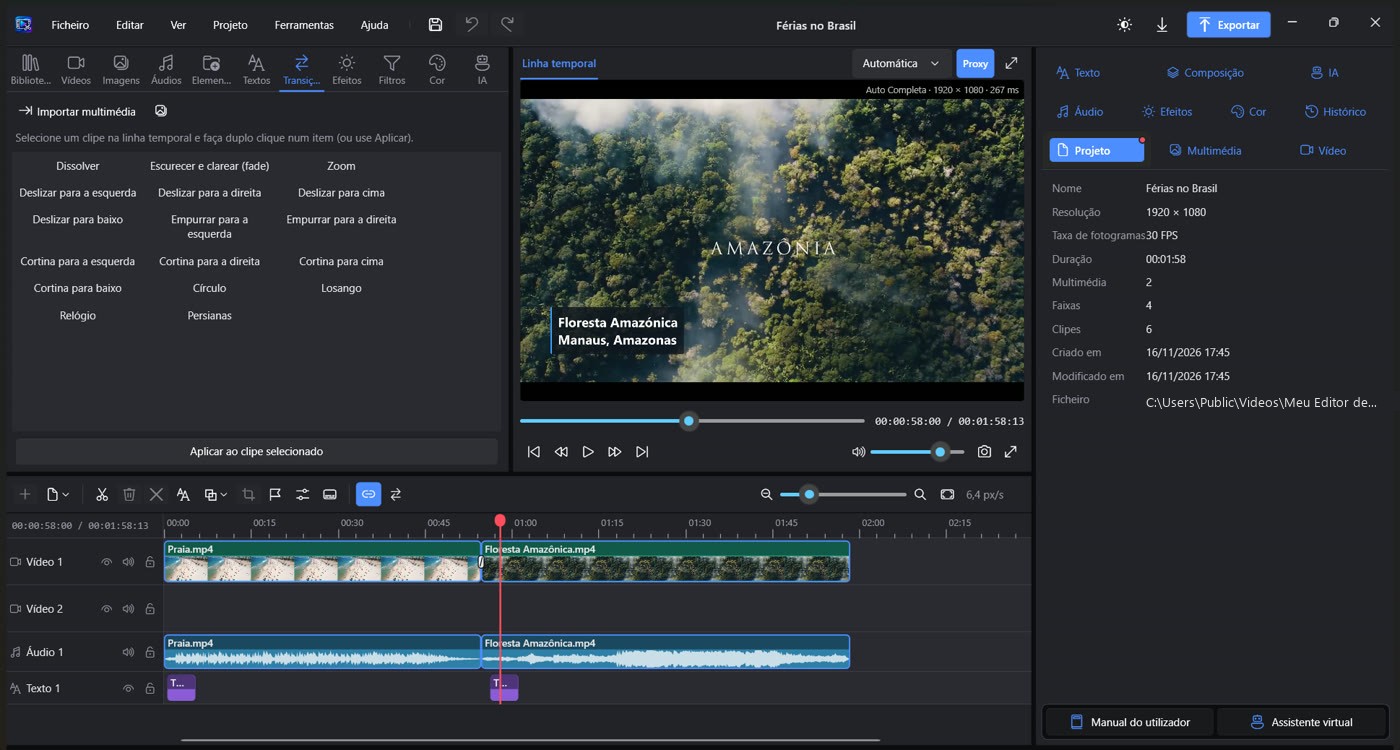 Ficheiro Editar Ver Projeto Ferramentas Ajuda
Férias no Brasil
Exportar
Bibliote... Vídeos Imagens Áudios Elemen... Textos Transiç... Efeitos Filtros Cor IA
Importar multimédia
Selecione um clipe na linha temporal e faça duplo clique num item (ou use Aplicar).
Dissolver Escurecer e clarear (fade) Zoom
Deslizar para a esquerda Deslizar para a direita Deslizar para cima
Deslizar para baixo Empurrar para a esquerda Empurrar para a direita
Cortina para a esquerda Cortina para a direita Cortina para cima
Cortina para baixo Círculo Losango
Relógio Persianas
Aplicar ao clipe selecionado
Linha temporal
Automática
Proxy
Auto Completa · 1920 × 1080 · 267 ms
AMAZÔNIA
Floresta Amazónica
Manaus, Amazonas
00:00:58:00 / 00:01:58:13
Texto Composição IA
Áudio Efeitos Cor Histórico
Projeto Multimédia Vídeo
Nome Férias no Brasil
Resolução 1920 × 1080
Taxa de fotogramas 30 FPS
Duração 00:01:58
Multimédia 2
Faixas 4
Clipes 6
Criado em 16/11/2026 17:45
Modificado em 16/11/2026 17:45
Ficheiro C:\Users\Public\Videos\Meu Editor de...
6,4 px/s
00:00:58:00 / 00:01:58:13
00:00 00:15 00:30 00:45 01:00 01:15 01:30 01:45 02:00 02:15
Vídeo 1
Praia.mp4 Floresta Amazônica.mp4
Vídeo 2
Áudio 1
Praia.mp4 Floresta Amazônica.mp4
Texto 1
T... T...
Manual do utilizador Assistente virtual